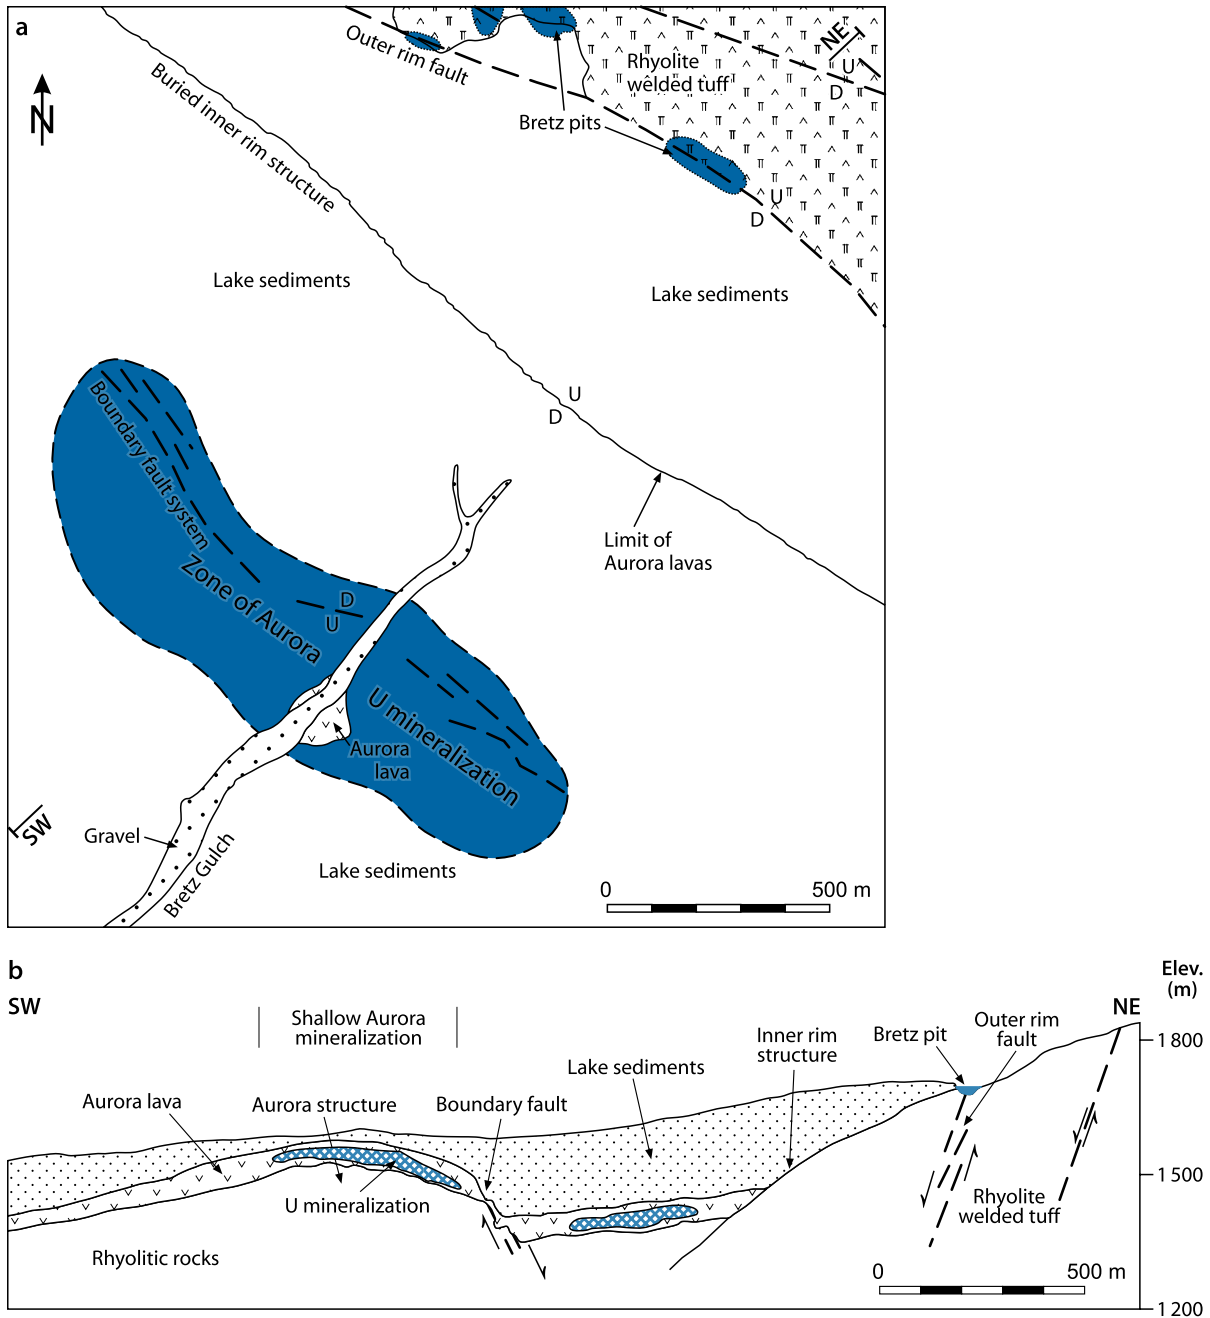 a
N
Outer rim fault
Buried inner rim structure
NE
U
D
Rhyolite
welded tuff
Bretz pits
U
D
Lake sediments
Lake sediments
U
D
Boundary fault system
Limit of
Aurora lavas
Zone of Aurora
D
U
U mineralization
Aurora
lava
SW
Gravel
Bretz Gulch
Lake sediments
0 500 m
b
SW
Elev.
(m)
NE
Shallow Aurora
mineralization
Inner rim
structure
Bretz pit
Outer rim
fault
1 800
Lake sediments
Aurora lava
Aurora structure
Boundary fault
1 500
U mineralization
Rhyolite
welded tuff
Rhyolitic rocks
0 500 m
1 200